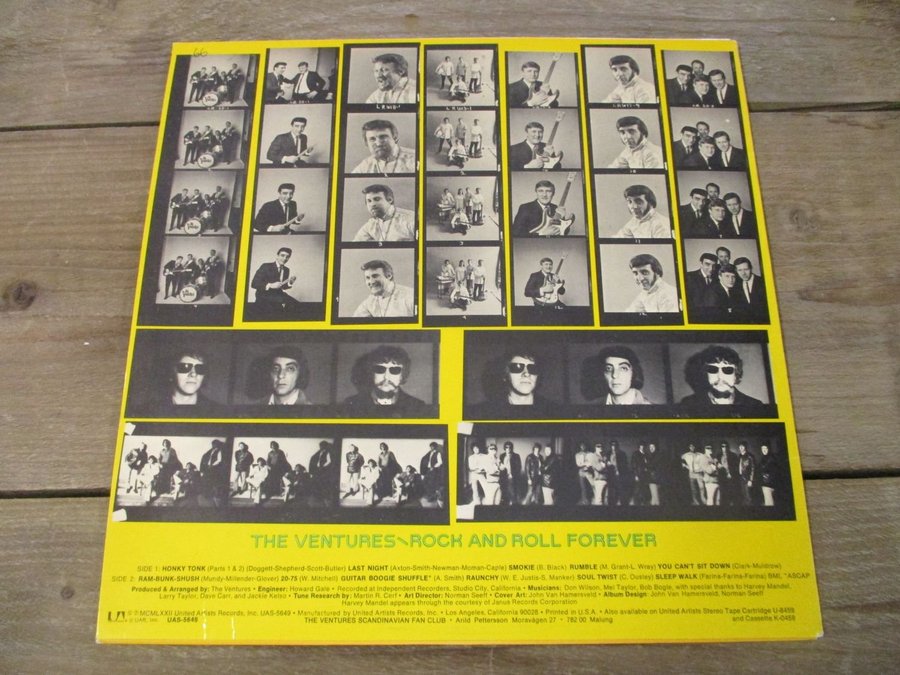 66
THE VENTURES~ROCK AND ROLL FOREVER
SIDE 1: HONKY TONK (Parts 1 & 2) (Doggett-Shepherd-Scott-Butler) LAST NIGHT (Axton-Smith-Newman-Moman-Caple) SMOKIE (B. Black) RUMBLE (M. Grant-L. Wray) YOU CAN'T SIT DOWN (Clark-Muldrow)
SIDE 2: RAM-BUNK-SHUSH (Mundy-Millender-Glover) 20-75 (W. Mitchell) GUITAR BOOGIE SHUFFLE* (A. Smith) RAUNCHY (W. E. Justis-S. Manker) SOUL TWIST (C. Ousley) SLEEP WALK (Farina-Farina-Farina) BMI, *ASCAP
Produced & Arranged by: The Ventures • Engineer: Howard Gale • Recorded at Independent Recorders, Studio City, California • Musicians: Don Wilson, Mel Taylor, Bob Bogle, with special thanks to Harvey Mandel,
Larry Taylor, Dave Carr, and Jackie Kelso • Tune Research by: Martin R. Cerf • Art Director: Norman Seeff • Cover Art: John Van Hamersveld • Album Design: John Van Hamersveld, Norman Seeff
Harvey Mandel appears through the courtesy of Janus Records Corporation
UA ℗ MCMLXXII United Artists Records, Inc. UAS-5649 • Manufactured by United Artists Records, Inc. • Los Angeles, California 90028 • Printed in U.S.A. • Also available on United Artists Stereo Tape Cartridge U-8459
© UAR, Inc. UAS-5649 THE VENTURES SCANDINAVIAN FAN CLUB • Arild Pettersson Moravägen 27 • 782 00 Malung and Cassette K-0459